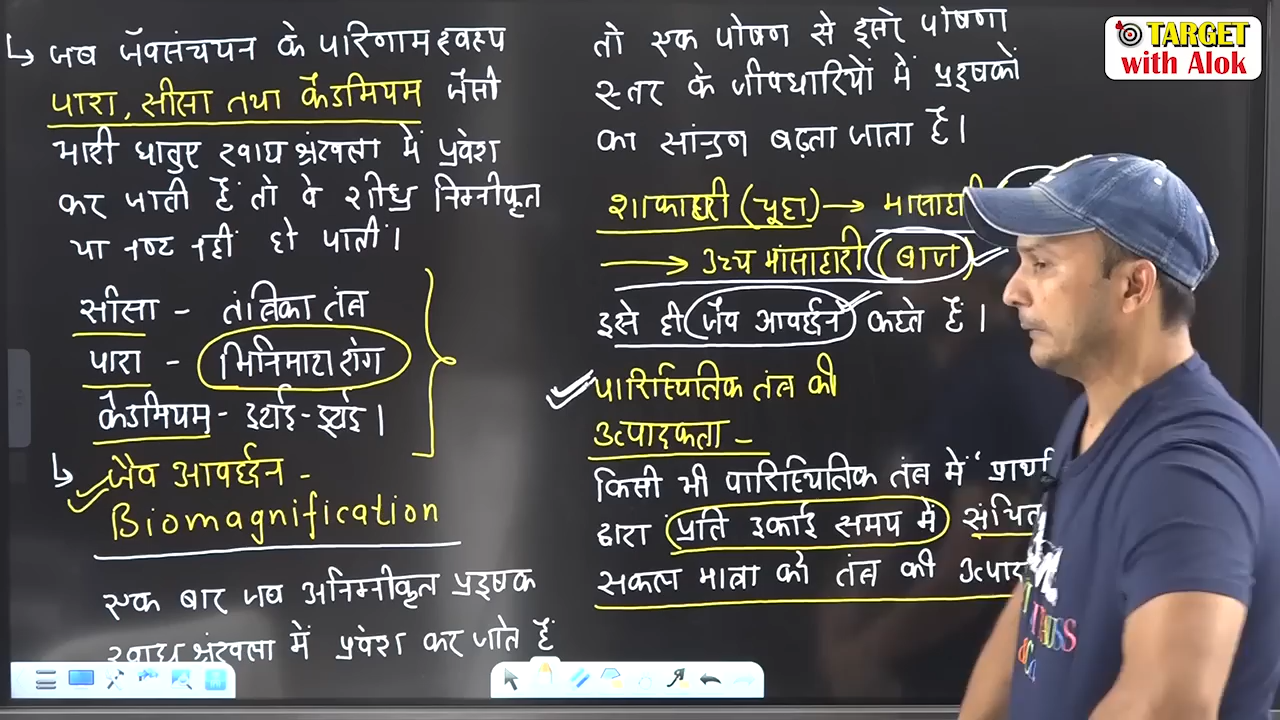 जब जैवसंचयन के परिणाम स्वरूप
पारा, सीसा तथा कैडमियम जैसी
भारी धातुए खाद्य श्रंखला में प्रवेश
कर जाती हैं तो वे शीघ्र निम्नीकृत
या नष्ट नहीं हो पाती।
सीसा - तंत्रिका तंत्र
पारा - मिनिमाटा रोग
कैडमियम - इटाई-इटाई।
जैव आवर्द्धन -
Biomagnification
एक बार जब अनिम्नीकृत प्रदूषक
खाद्य श्रंखला में प्रवेश कर जाते हैं
तो एक पोषण से दूसरे पोषण
स्तर के जीवधारियों में प्रदूषकों
का सांन्द्रण बढ़ता जाता है।
शाकाहारी (चूहा) → मांसाहारी
→ उच्च मांसाहारी (बाज)
इसे ही जैव आवर्द्धन कहते हैं।
पारिस्थितिक तंत्र की
उत्पादकता -
किसी भी पारिस्थितिक तंत्र में
द्वारा प्रति इकाई समय में संचित
सकल मात्रा को तंत्र की
TARGET
with Alok